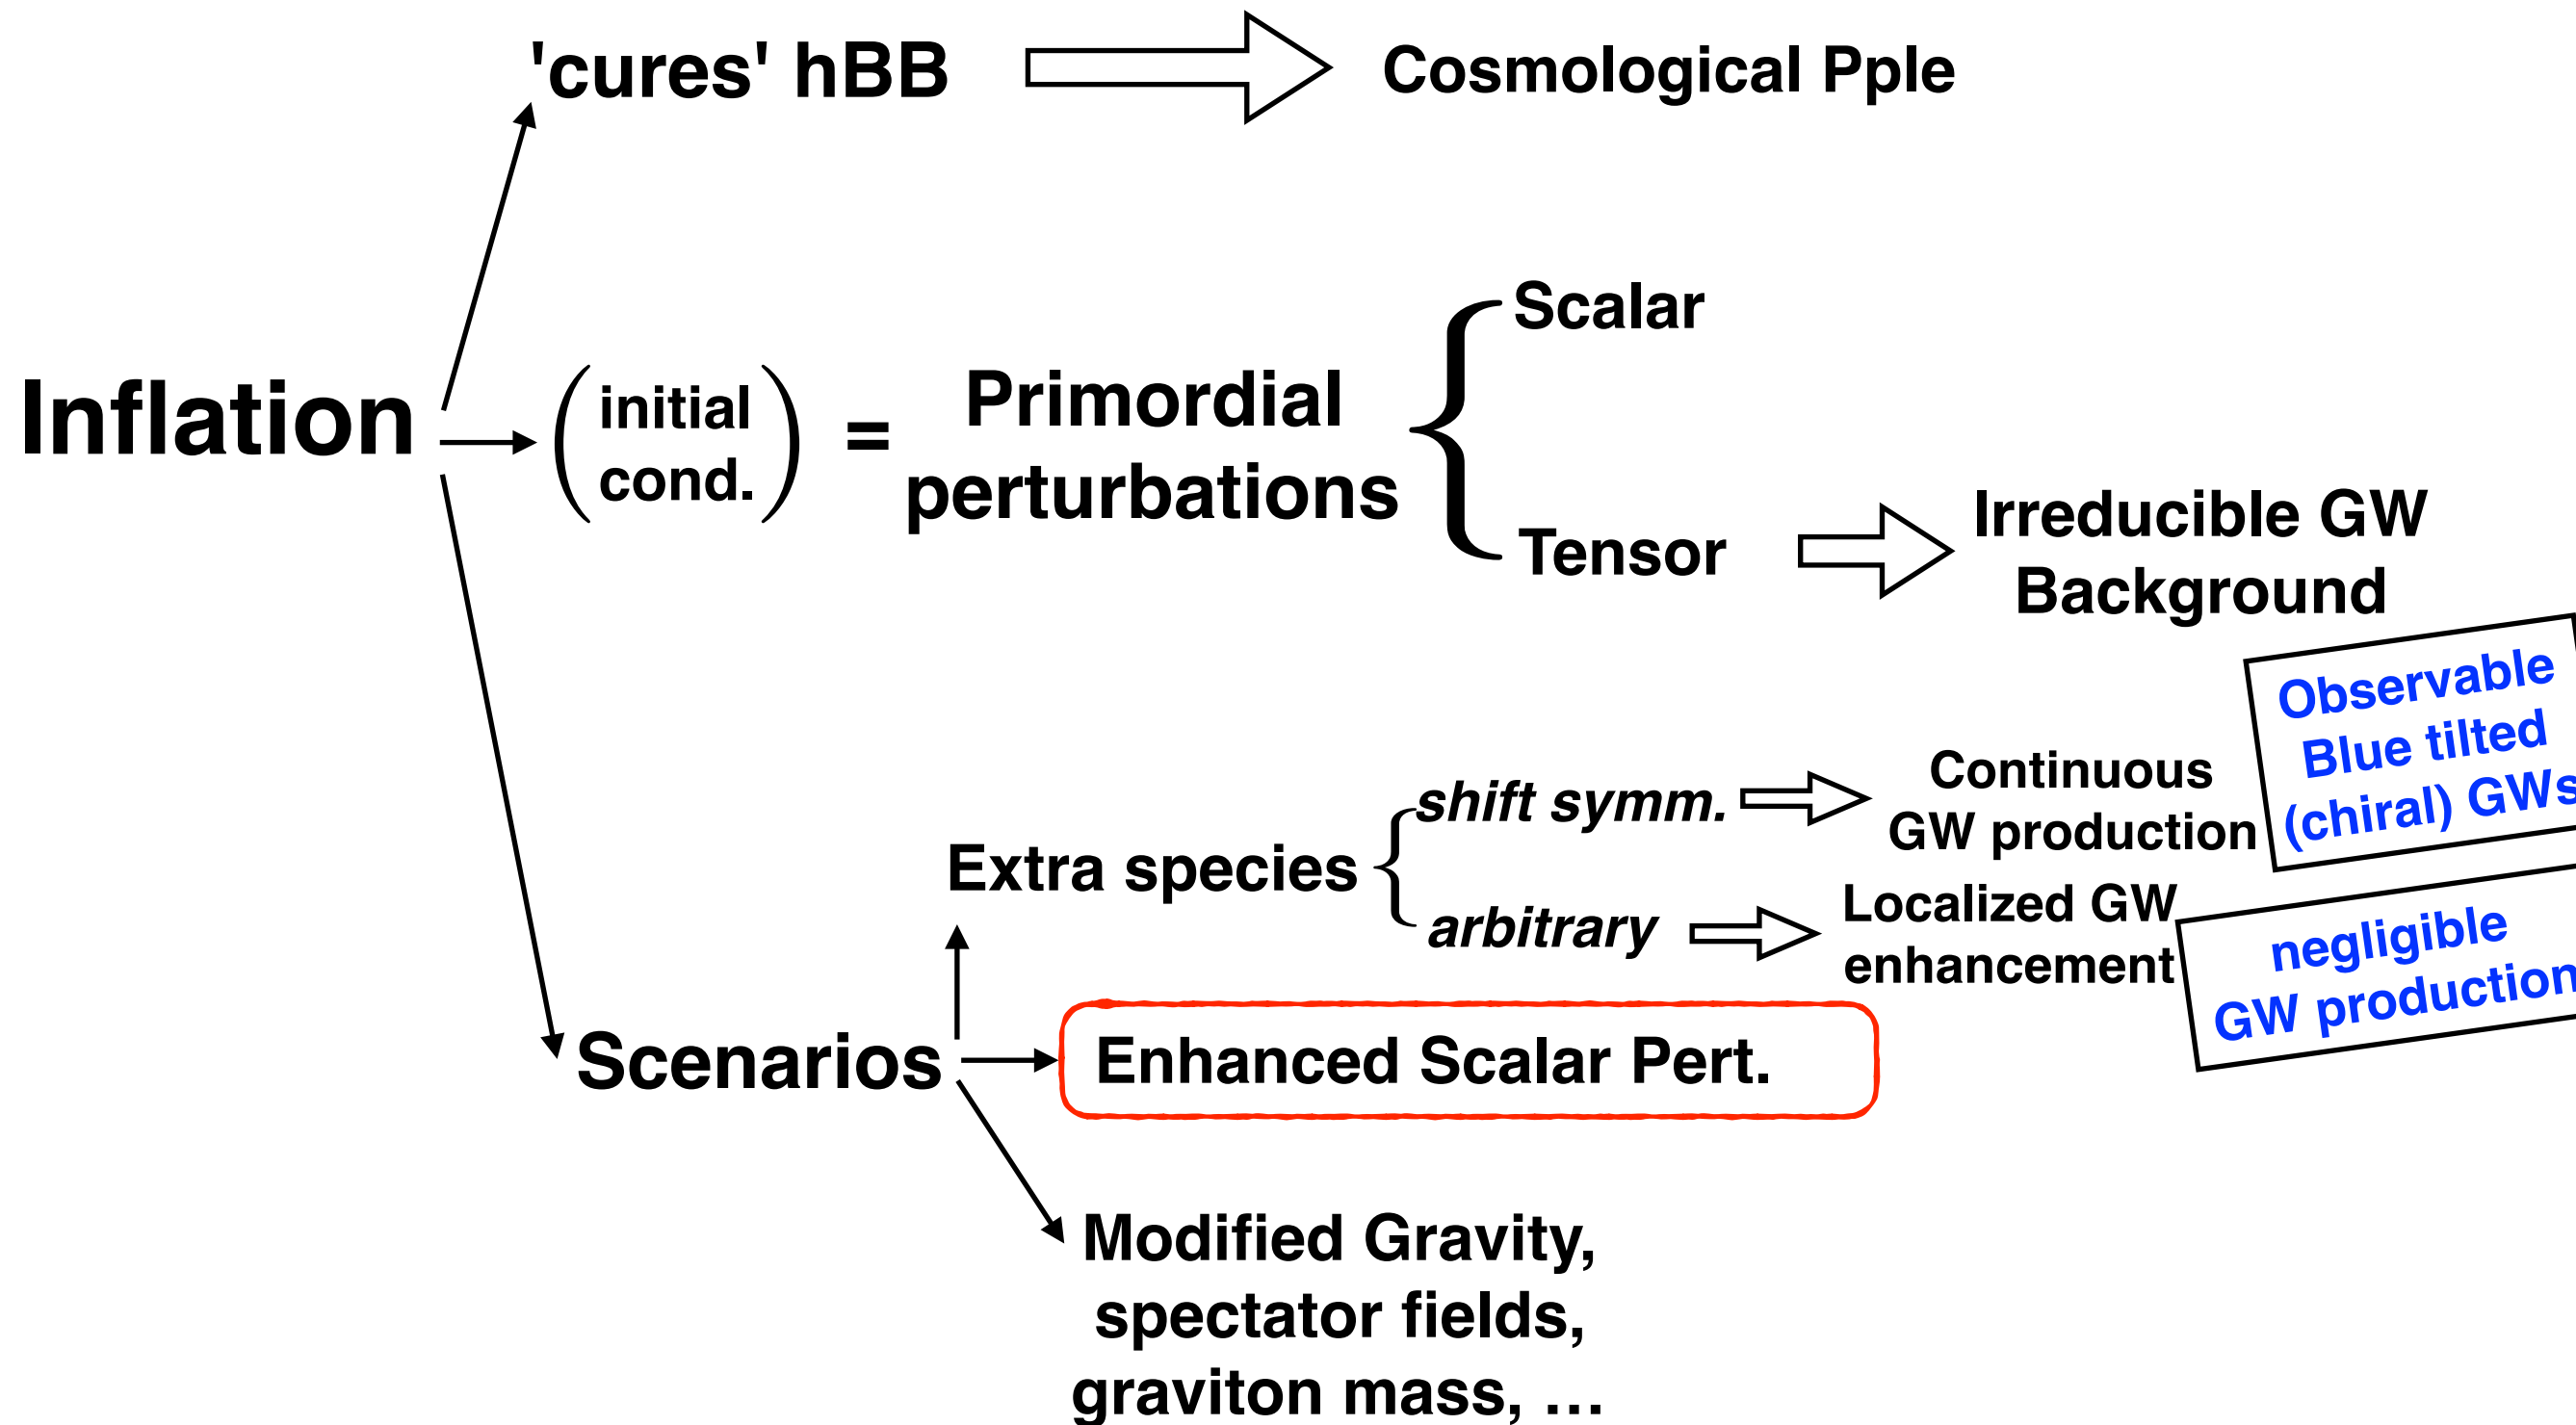 'cures' hBB
Cosmological Pple
Inflation
initial
cond.
=
Primordial
perturbations
Scalar
Tensor
Irreducible GW
Background
Extra species
shift symm.
Continuous
GW production
Observable
Blue tilted
(chiral) GWs
arbitrary
Localized GW
enhancement
negligible
GW production
Scenarios
Enhanced Scalar Pert.
Modified Gravity,
spectator fields,
graviton mass, …